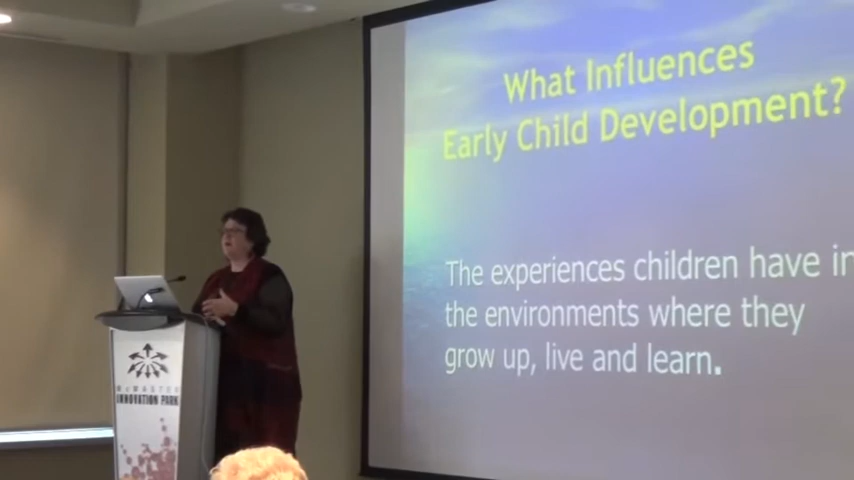 What Influences
Early Child Development?
The experiences children have in
the environments where they
grow up, live and learn.
McMASTER
INNOVATION PARK